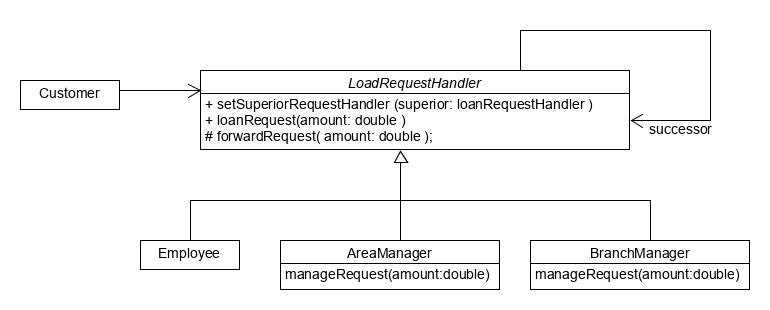 LoadRequestHandler
Customer
+ setSuperiorRequestHandler (superior: loanRequestHandler )
+ loanRequest(amount: double )
# forwardRequest( amount: double );
successor
Employee
AreaManager
BranchManager
manageRequest(amount:double)
manageRequest(amount:double)